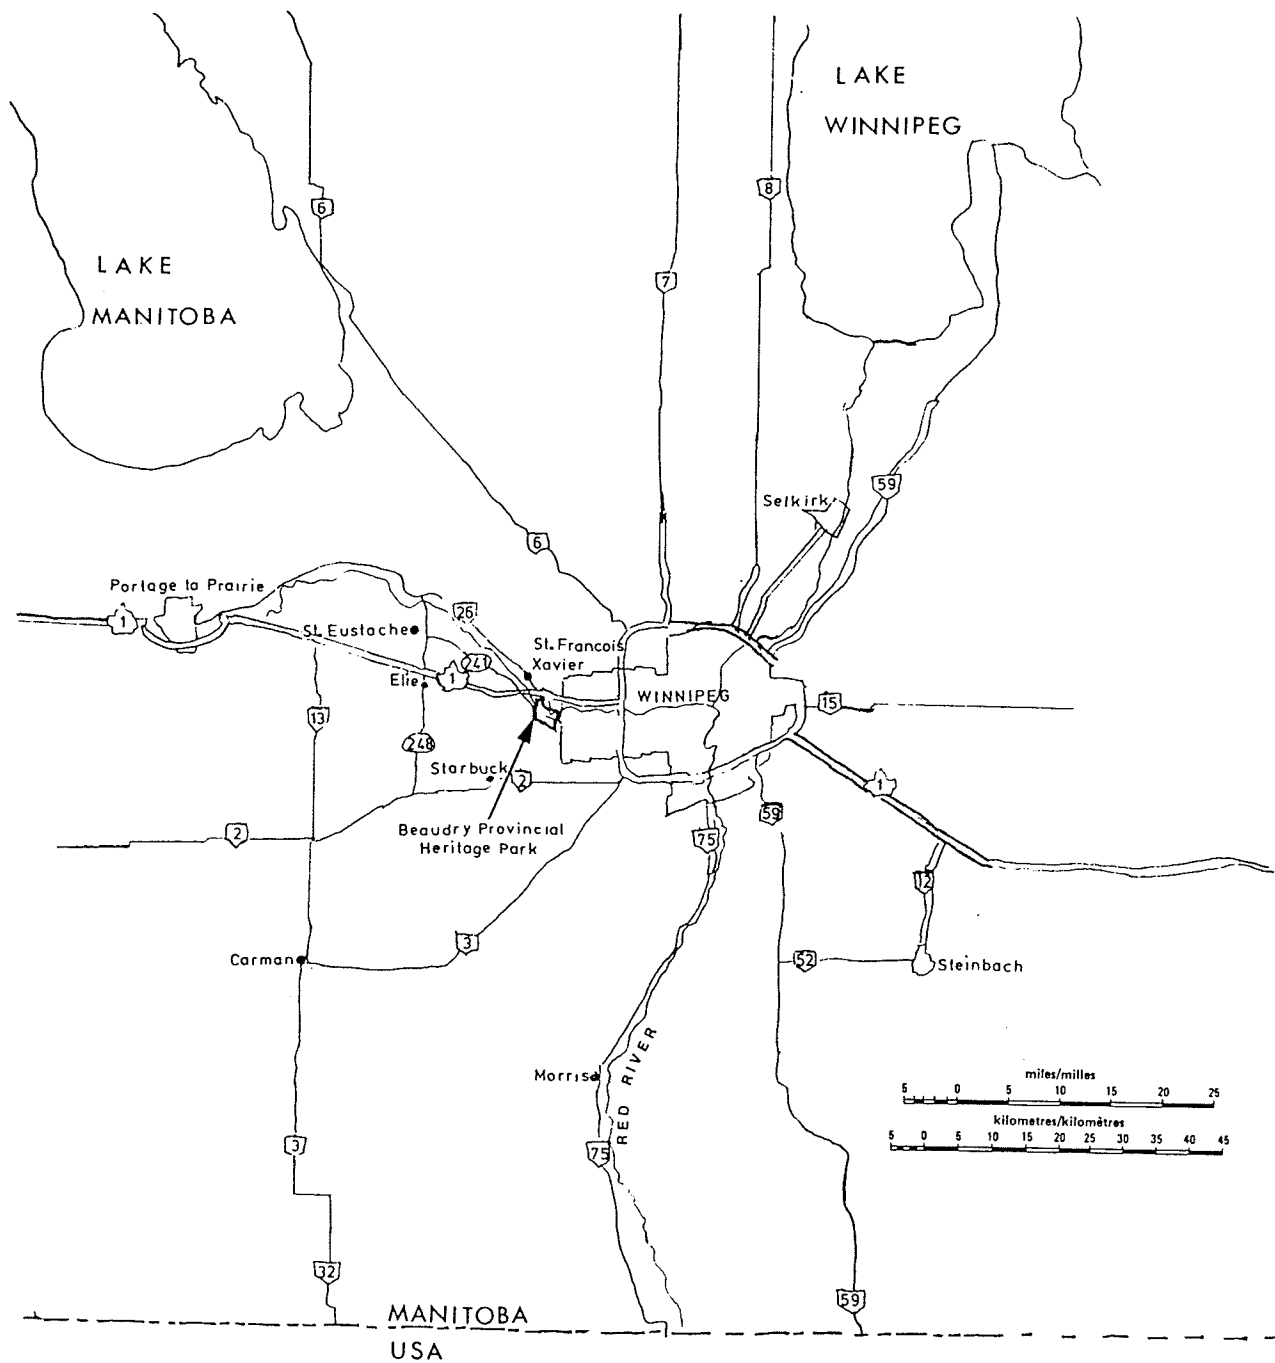 LAKE
WINNIPEG
8
6
LAKE
MANITOBA
7
59
Selkirk
6
Portage la Prairie
26
1
St. Eustache
St. Francois
Xavier
241
Elie
1
WINNIPEG
15
13
248
Starbuck
2
1
59
2
Beaudry Provincial
Heritage Park
75
12
3
Carman
52
Steinbach
RED RIVER
Morris
miles/milles
5 0 5 10 15 20 25
kilometres/kilomètres
5 0 5 10 15 20 25 30 35 40 45
3
75
32
59
MANITOBA
USA